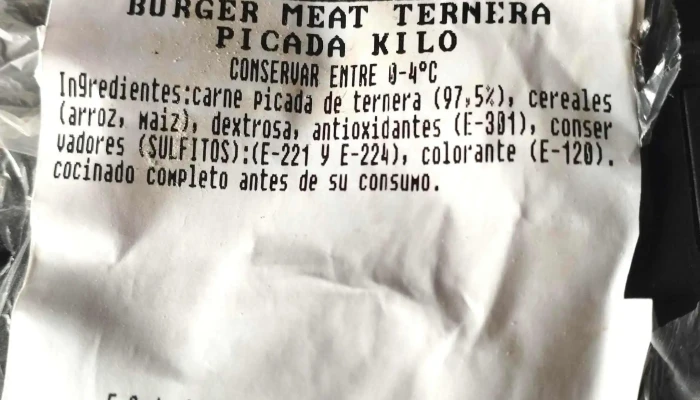 BURGER MEAT TERNERA
PICADA KILO
CONSERVAR ENTRE 0-4°C
Ingredientes:carne picada de ternera (97,5%), cereales
(arroz, maiz), dextrosa, antioxidantes (E-301), conser
vadores (SULFITOS):(E-221 y E-224), colorante (E-120).
cocinado completo antes de su consumo.